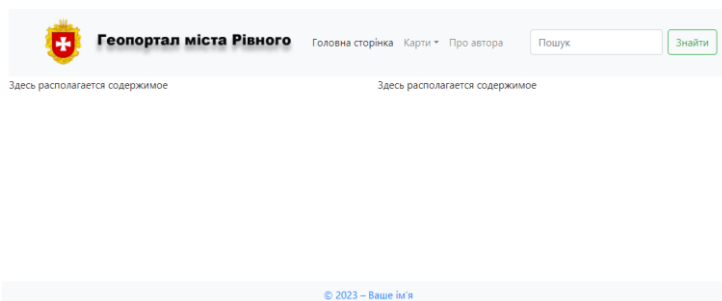 Геопортал міста Рівного Головна сторінка Карти Про автора Пошук Знайти
Здесь располагается содержимое Здесь располагается содержимое
© 2023 – Ваше ім'я